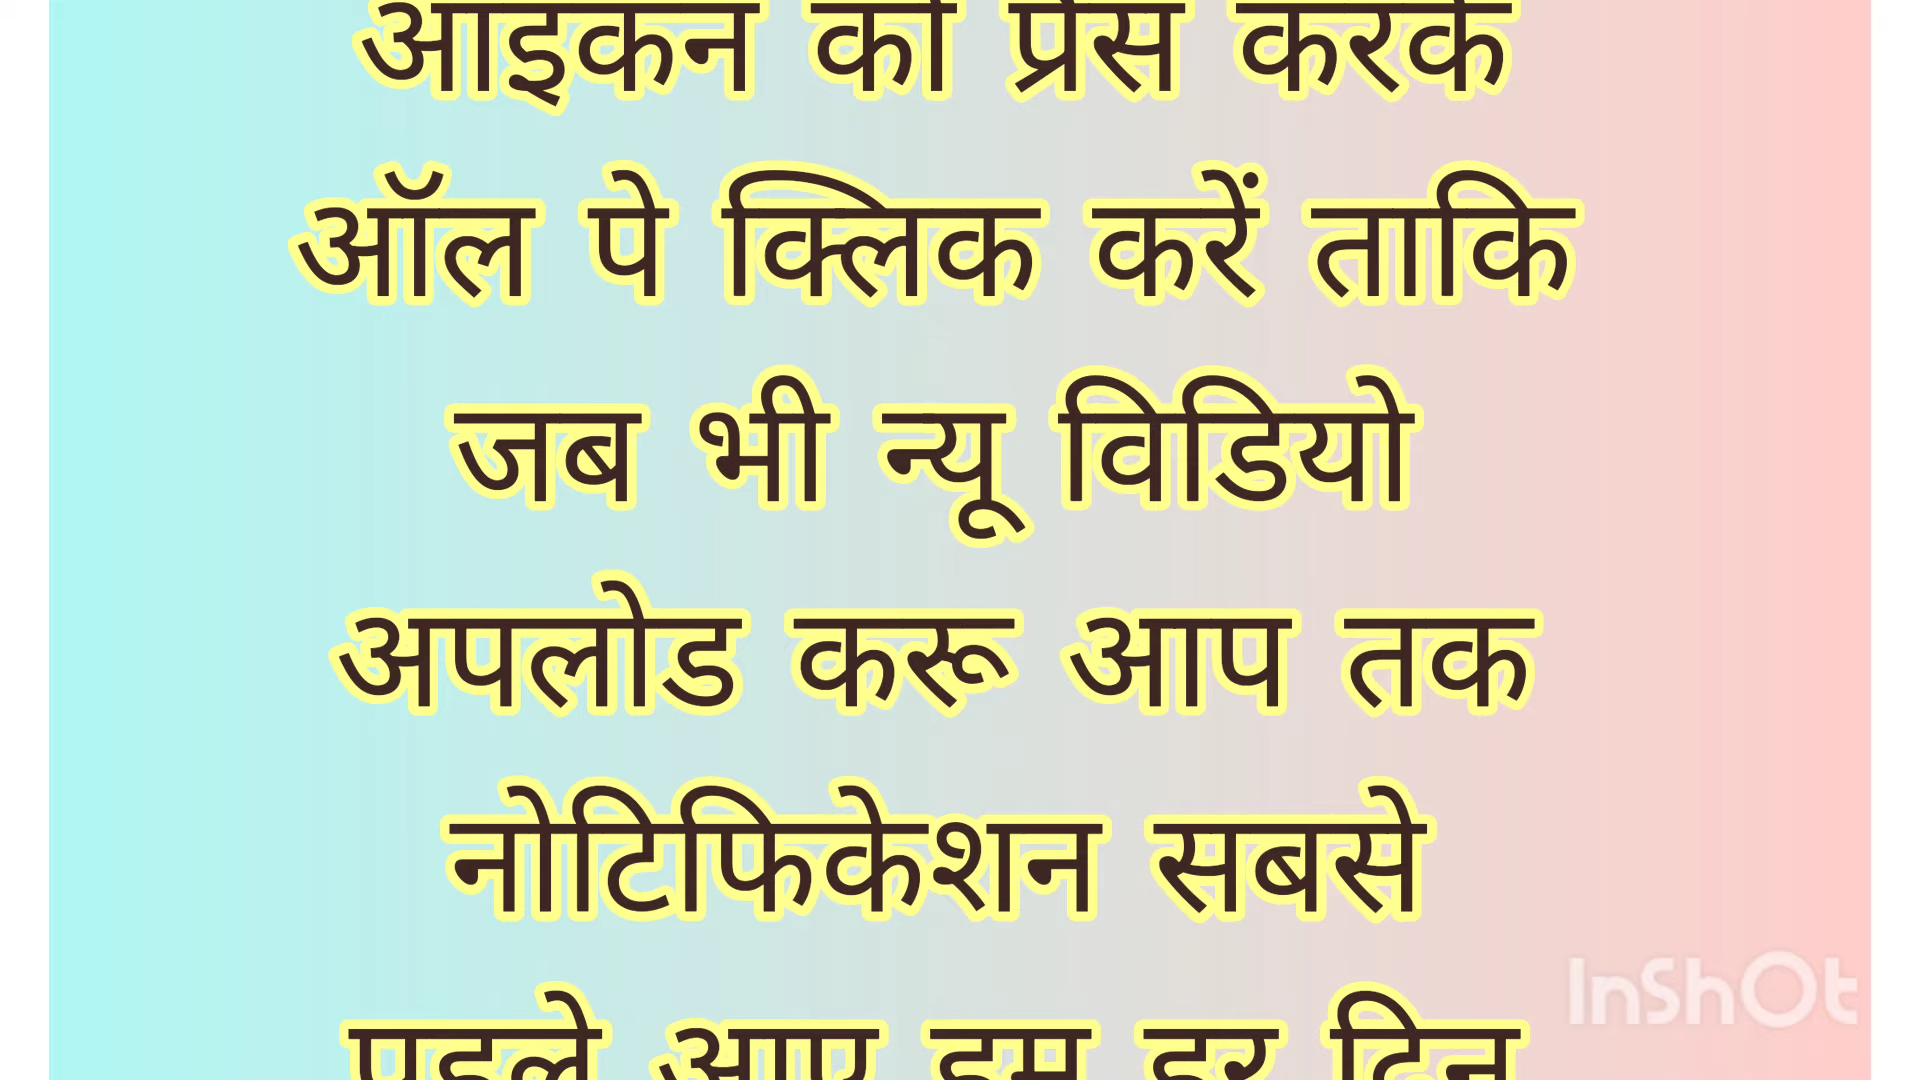 आइकन को प्रेस करके
ऑल पे क्लिक करें ताकि
जब भी न्यू विडियो
अपलोड करू आप तक
नोटिफिकेशन सबसे
पहले आए हम हर दिन
InShOt